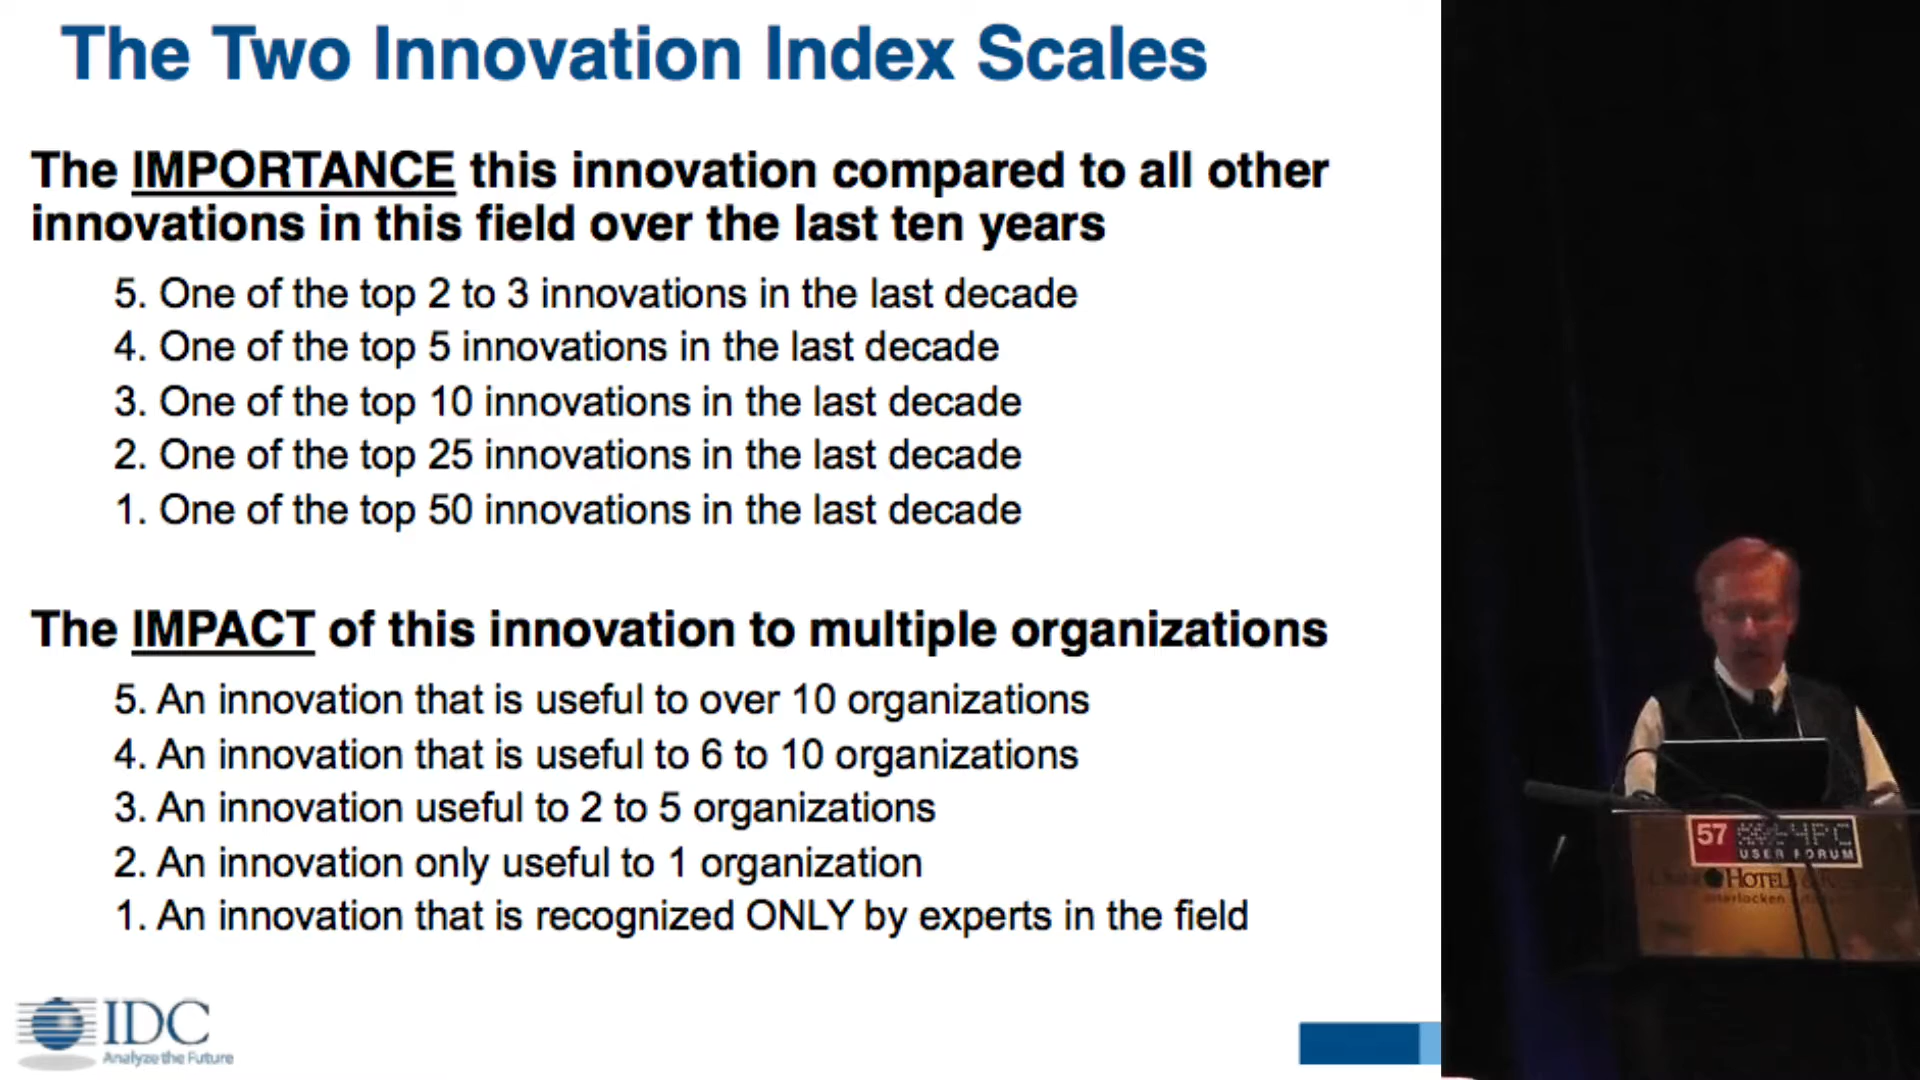 The Two Innovation Index Scales
The IMPORTANCE this innovation compared to all other
innovations in this field over the last ten years
5. One of the top 2 to 3 innovations in the last decade
4. One of the top 5 innovations in the last decade
3. One of the top 10 innovations in the last decade
2. One of the top 25 innovations in the last decade
1. One of the top 50 innovations in the last decade
The IMPACT of this innovation to multiple organizations
5. An innovation that is useful to over 10 organizations
4. An innovation that is useful to 6 to 10 organizations
3. An innovation useful to 2 to 5 organizations
2. An innovation only useful to 1 organization
1. An innovation that is recognized ONLY by experts in the field
IDC
Analyze the Future
57
USER FORUM
HOTELS